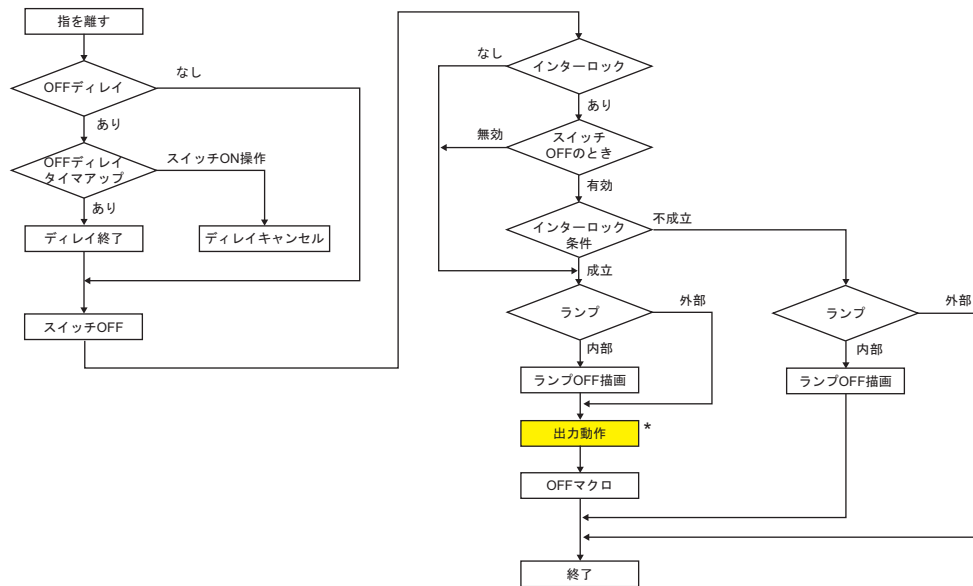 指を離す
OFFディレイ
なし
あり
OFFディレイ
タイマアップ
スイッチON操作
あり
ディレイ終了
ディレイキャンセル
スイッチOFF
なし
インターロック
あり
無効
スイッチ
OFFのとき
有効
インターロック
条件
不成立
成立
ランプ
外部
内部
ランプOFF描画
出力動作
*
OFFマクロ
終了
ランプ
外部
内部
ランプOFF描画